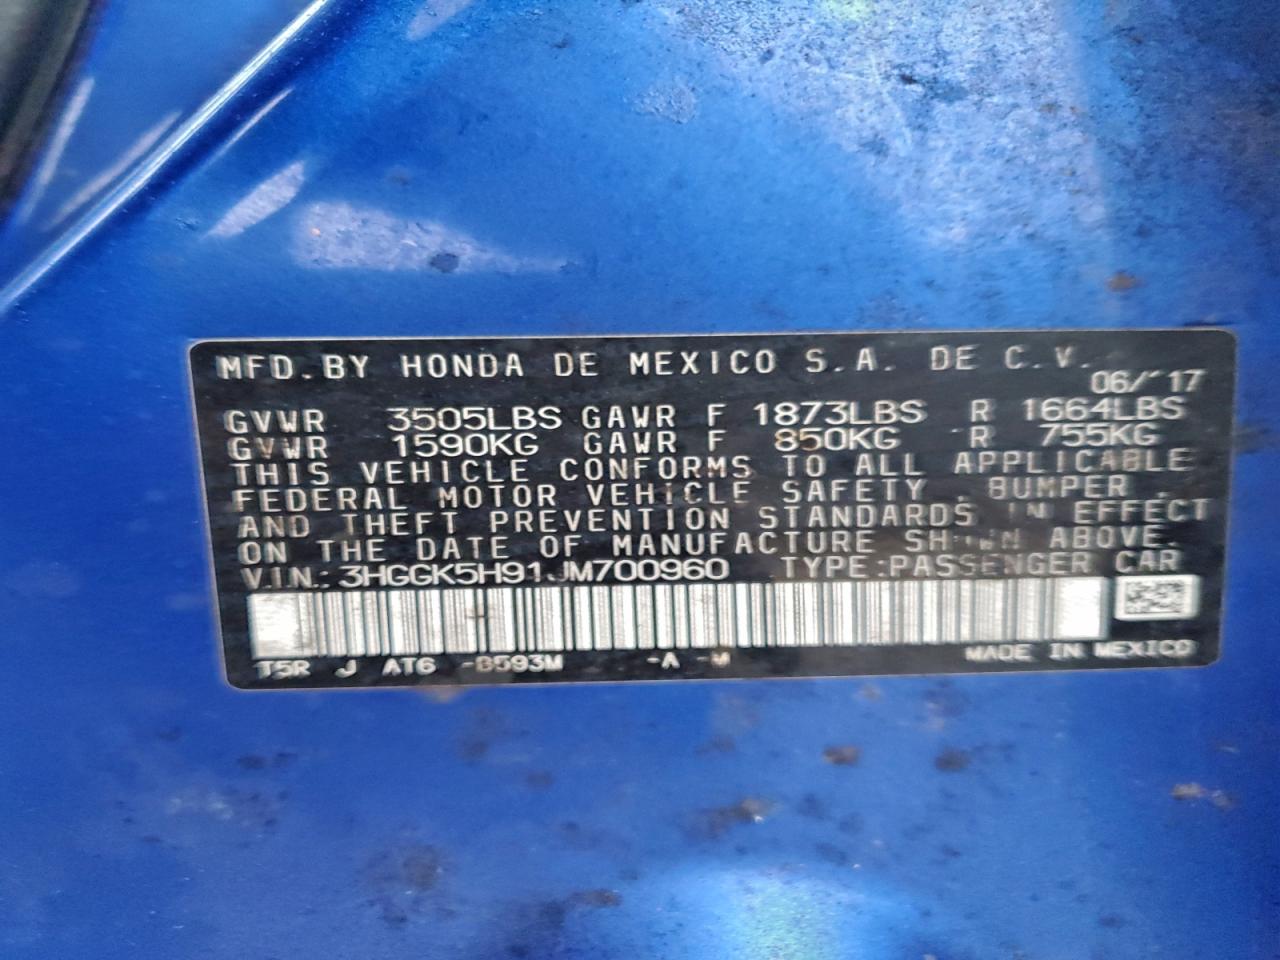 MFD. BY HONDA DE MEXICO S.A. DE C.V.
06/'17
GVWR 3505LBS GAWR F 1873LBS R 1664LBS
GVWR 1590KG GAWR F 850KG R 755KG
THIS VEHICLE CONFORMS TO ALL APPLICABLE
FEDERAL MOTOR VEHICLE SAFETY , BUMPER ,
AND THEFT PREVENTION STANDARDS IN EFFECT
ON THE DATE OF MANUFACTURE SHOWN ABOVE.
V.I.N.: 3HGGK5H91JM700960 TYPE:PASSENGER CAR
T5R J AT6 -B593M -A -M MADE IN MEXICO